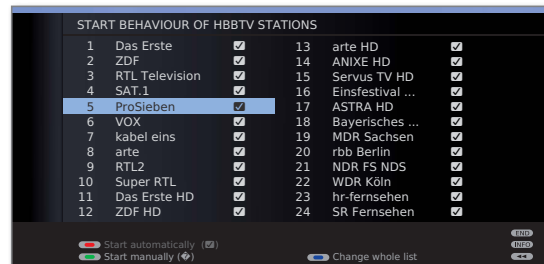 START BEHAVIOUR OF HBBTV STATIONS
1 Das Erste ☑
2 ZDF ☑
3 RTL Television ☑
4 SAT.1 ☑
5 ProSieben ☑
6 VOX ☑
7 kabel eins ☑
8 arte ☑
9 RTL2 ☑
10 Super RTL ☑
11 Das Erste HD ☑
12 ZDF HD ☑
13 arte HD ☑
14 ANIXE HD ☑
15 Servus TV HD ☑
16 Einsfestival ... ☑
17 ASTRA HD ☑
18 Bayerisches ... ☑
19 MDR Sachsen ☑
20 rbb Berlin ☑
21 NDR FS NDS ☑
22 WDR Köln ☑
23 hr-fernsehen ☑
24 SR Fernsehen ☑
Start automatically (☑)
Start manually (�)
Change whole list
END
INFO